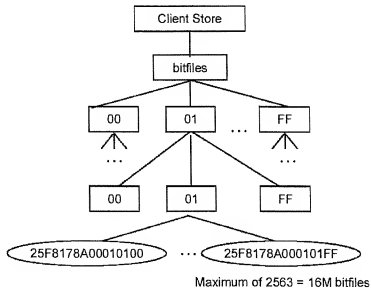 Client Store
bitfiles
00 01 ... FF
... ...
00 01 FF
25F8178A00010100 ... 25F8178A000101FF
Maximum of 2563 = 16M bitfiles